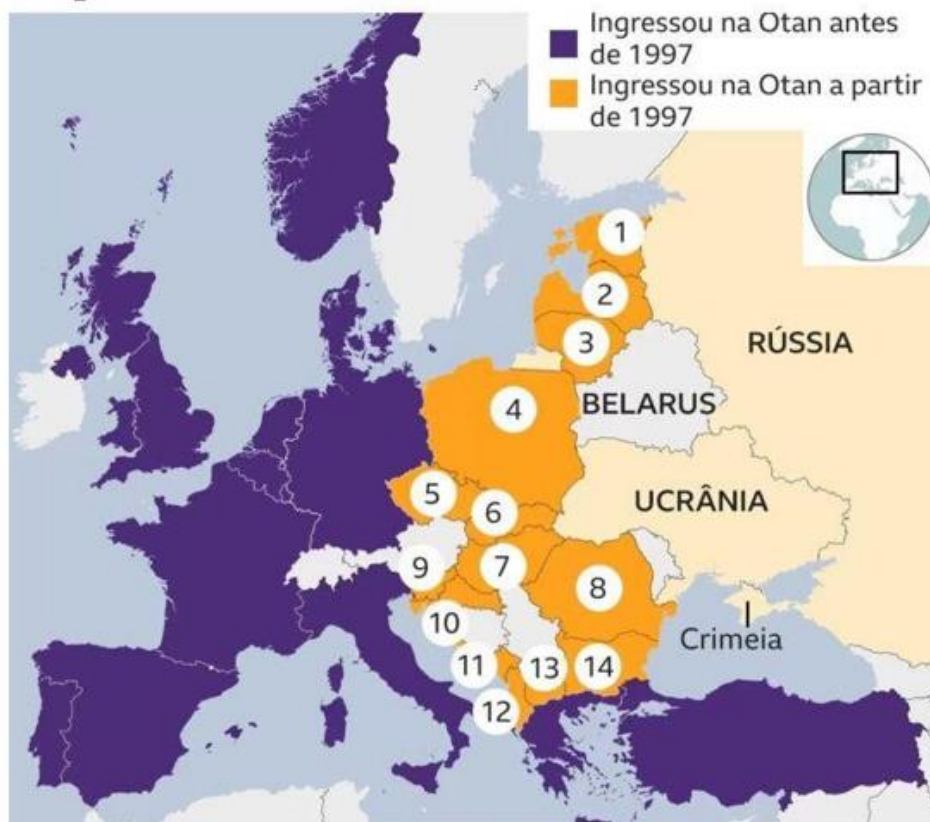 Ingressou na Otan antes
de 1997
Ingressou na Otan a partir
de 1997
1
2
RÚSSIA
3
BELARUS
4
UCRÂNIA
5
6
7
9
8
10
Crimeia
11
13
14
12